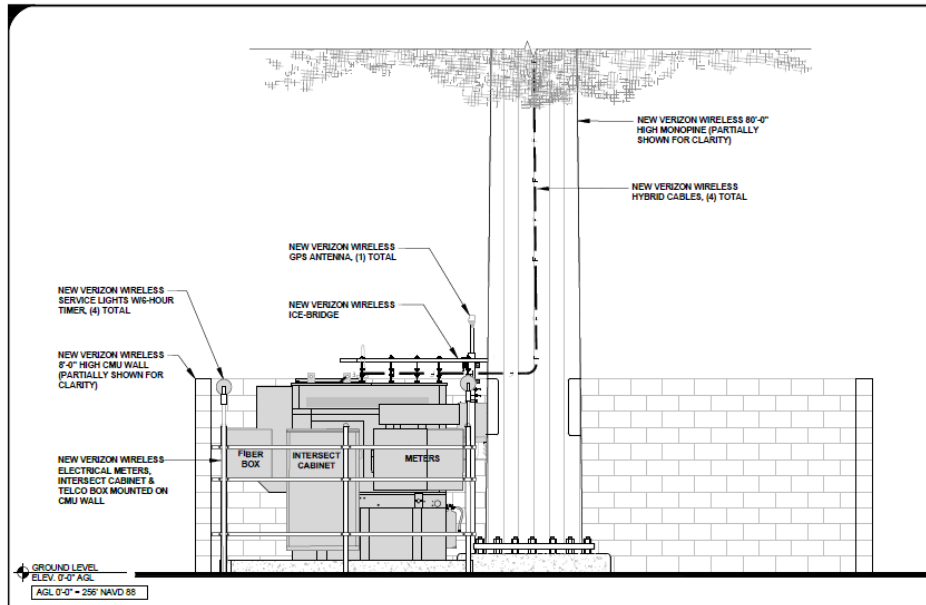 NEW VERIZON WIRELESS 80'-0"
HIGH MONOPINE (PARTIALLY
SHOWN FOR CLARITY)
NEW VERIZON WIRELESS
HYBRID CABLES, (4) TOTAL
NEW VERIZON WIRELESS
GPS ANTENNA, (1) TOTAL
NEW VERIZON WIRELESS
SERVICE LIGHTS W/6-HOUR
TIMER, (4) TOTAL
NEW VERIZON WIRELESS
ICE-BRIDGE
NEW VERIZON WIRELESS
8'-0" HIGH CMU WALL
(PARTIALLY SHOWN FOR
CLARITY)
NEW VERIZON WIRELESS
ELECTRICAL METERS,
INTERSECT CABINET &
TELCO BOX MOUNTED ON
CMU WALL
FIBER
BOX
INTERSECT
CABINET
METERS
GROUND LEVEL
ELEV. 0'-0" AGL
AGL 0'-0" = 256' NAVD 88